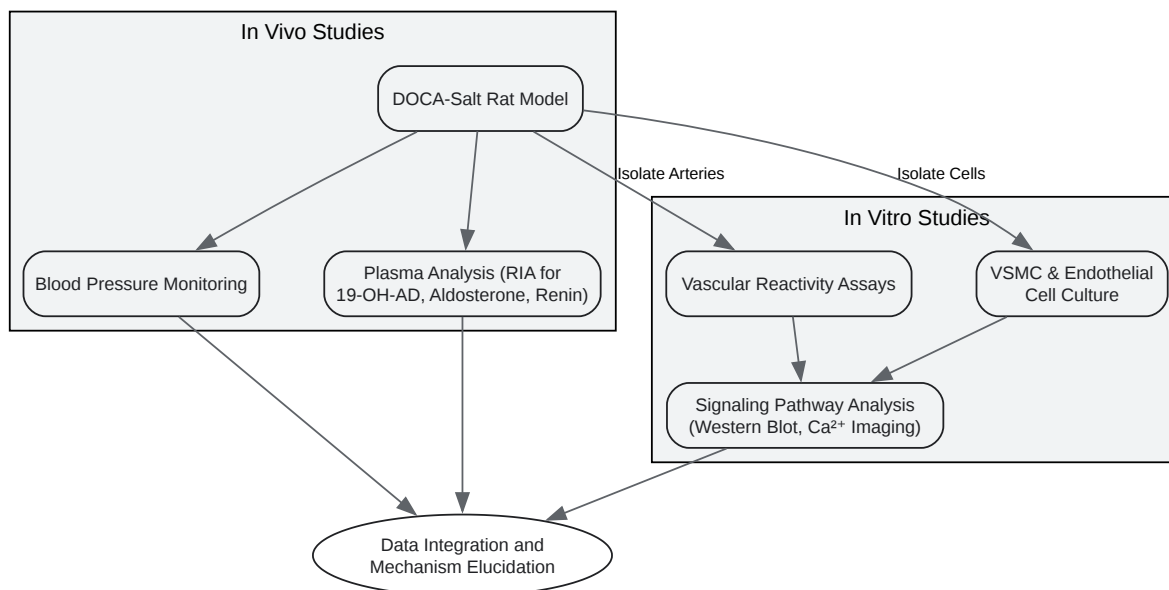 In Vivo Studies
DOCA-Salt Rat Model
Isolate Arteries
Isolate Cells
In Vitro Studies
Blood Pressure Monitoring
Plasma Analysis (RIA for
19-OH-AD, Aldosterone, Renin)
Vascular Reactivity Assays
VSMC & Endothelial
Cell Culture
Signaling Pathway Analysis
(Western Blot, Ca²⁺ Imaging)
Data Integration and
Mechanism Elucidation